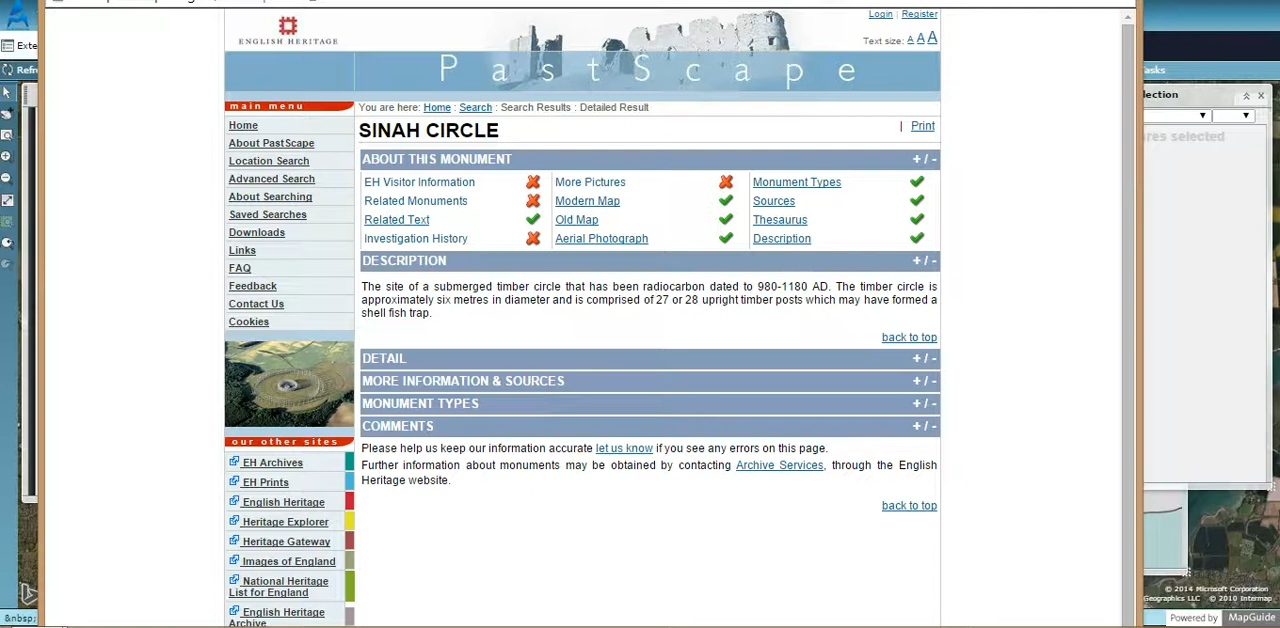 Login | Register
ENGLISH HERITAGE
Text size: A A A
PastScape
main menu
You are here: Home : Search : Search Results : Detailed Result
SINAH CIRCLE
| Print
Home
About PastScape
Location Search
Advanced Search
About Searching
Saved Searches
Downloads
Links
FAQ
Feedback
Contact Us
Cookies
ABOUT THIS MONUMENT + / -
EH Visitor Information More Pictures Monument Types
Related Monuments Modern Map Sources
Related Text Old Map Thesaurus
Investigation History Aerial Photograph Description
DESCRIPTION + / -
The site of a submerged timber circle that has been radiocarbon dated to 980-1180 AD. The timber circle is
approximately six metres in diameter and is comprised of 27 or 28 upright timber posts which may have formed a
shell fish trap.
back to top
DETAIL + / -
MORE INFORMATION & SOURCES + / -
MONUMENT TYPES + / -
COMMENTS + / -
Please help us keep our information accurate let us know if you see any errors on this page.
Further information about monuments may be obtained by contacting Archive Services, through the English
Heritage website.
back to top
our other sites
EH Archives
EH Prints
English Heritage
Heritage Explorer
Heritage Gateway
Images of England
National Heritage
List for England
English Heritage
Archive
Exte
Refr
&nbsp;
Tasks
lection
res selected
© 2014 Microsoft Corporation
Geographics LLC © 2010 Intermap
Powered by MapGuide